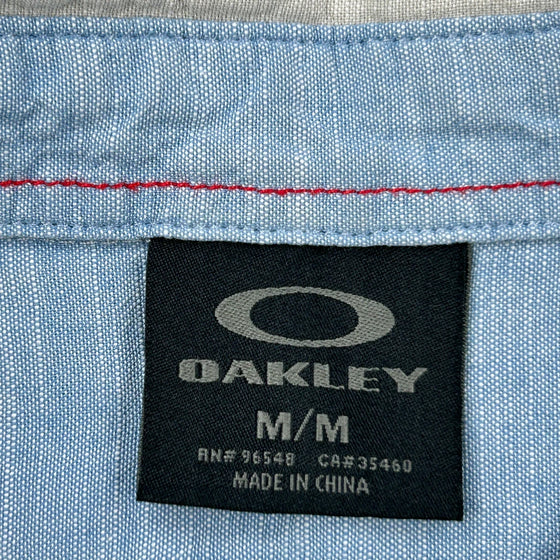 OAKLEY
M/M
RN# 96548 CA# 35460
MADE IN CHINA